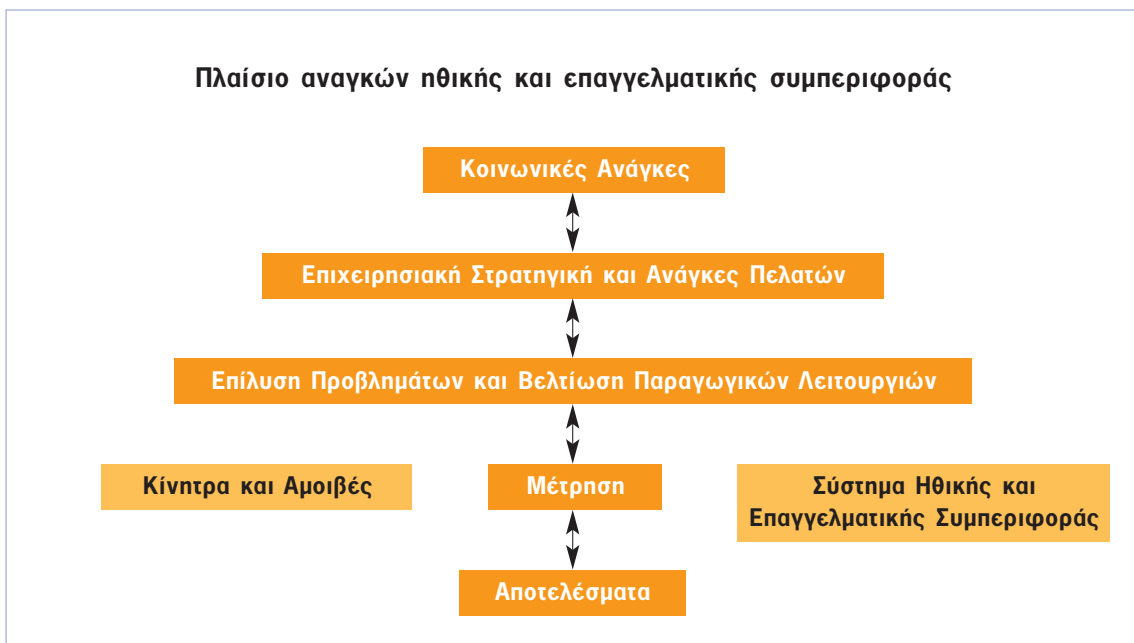 Πλαίσιο αναγκών ηθικής και επαγγελματικής συμπεριφοράς
Κοινωνικές Ανάγκες
Επιχειρησιακή Στρατηγική και Ανάγκες Πελατών
Επίλυση Προβλημάτων και Βελτίωση Παραγωγικών Λειτουργιών
Κίνητρα και Αμοιβές
Μέτρηση
Σύστημα Ηθικής και
Επαγγελματικής Συμπεριφοράς
Αποτελέσματα